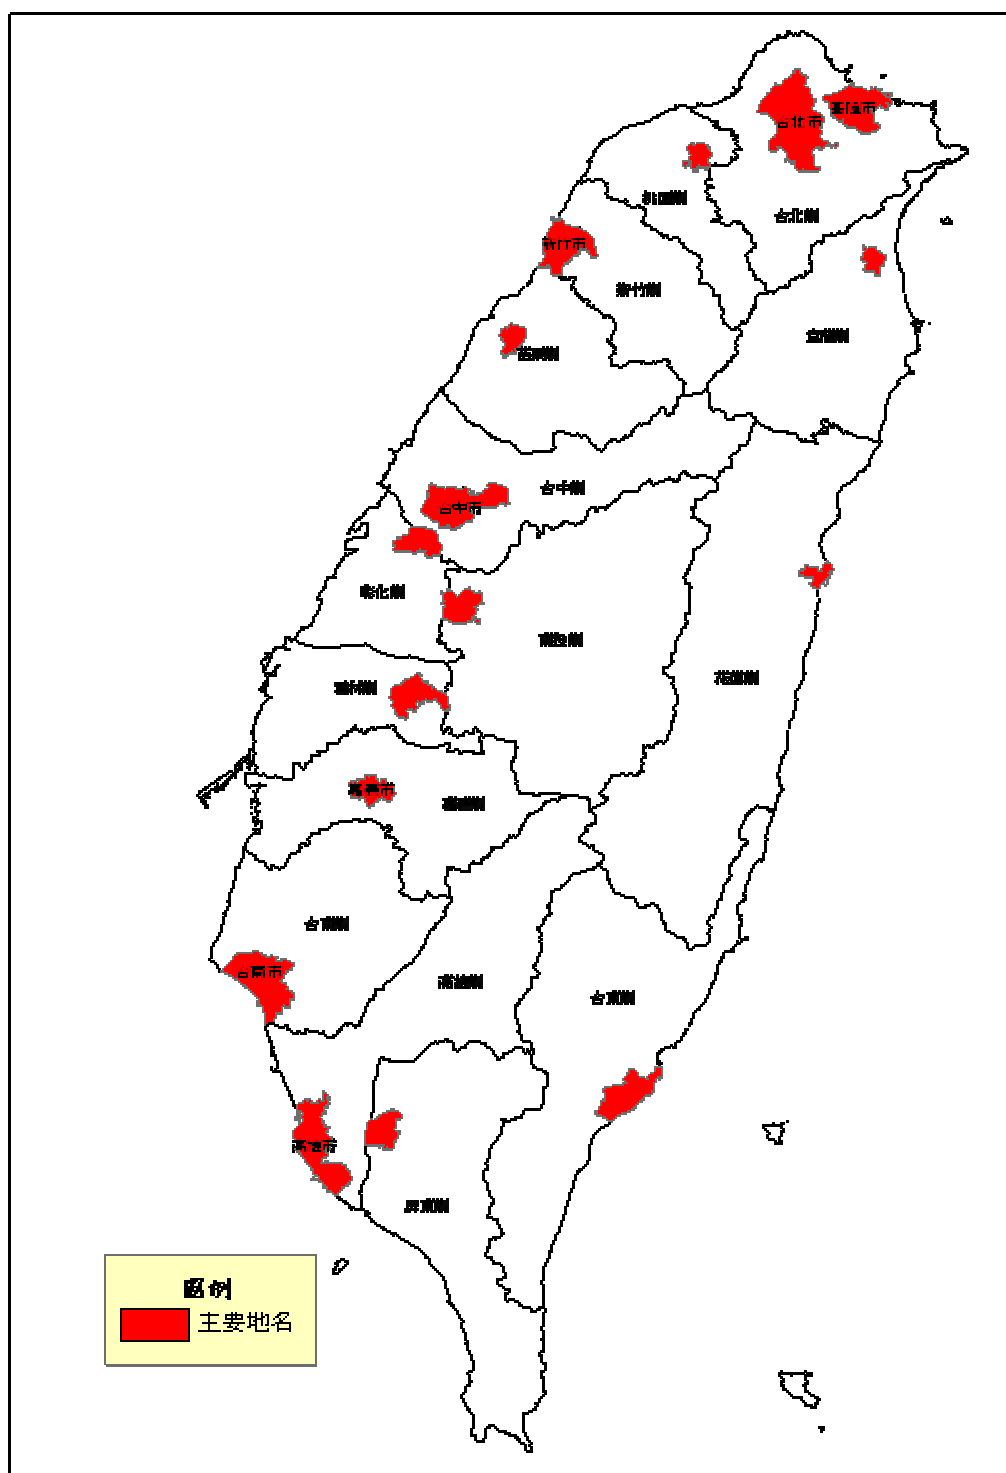 台北市
基隆市
桃園縣
台北縣
新竹市
新竹縣
宜蘭縣
苗栗縣
台中縣
台中市
彰化縣
南投縣
花蓮縣
雲林縣
嘉義市
嘉義縣
台南縣
台南市
高雄縣
台東縣
高雄市
屏東縣
圖例
主要地名